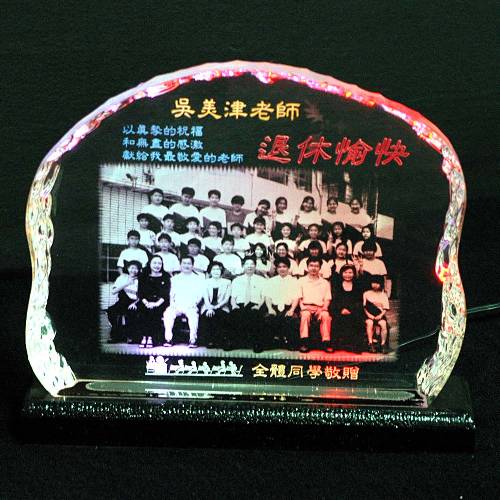 吳美津老師
以真摯的祝福
和無盡的感激
獻給我最敬愛的老師
退休愉快
全體同學敬贈